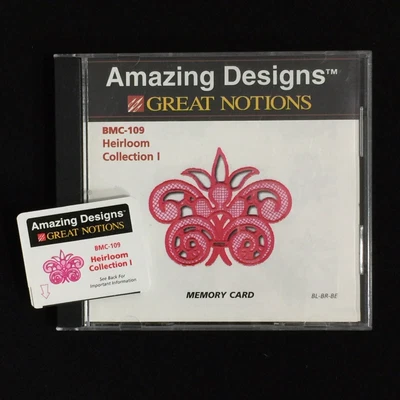 Amazing Designs™
GREAT NOTIONS
BMC-109
Heirloom
Collection I
MEMORY CARD
BL-BR-BE
Amazing Designs™
GREAT NOTIONS
BMC-109
Heirloom
Collection I
See Back For
Important Information